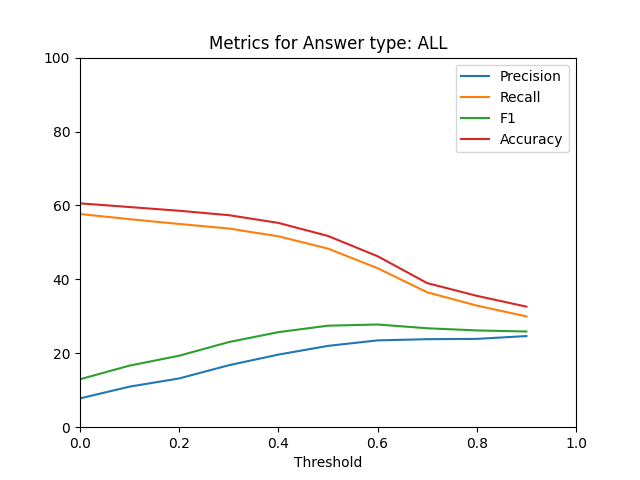 Metrics for Answer type: ALL
100
80
60
40
20
0
0.0 0.2 0.4 0.6 0.8 1.0
Threshold
Precision
Recall
F1
Accuracy